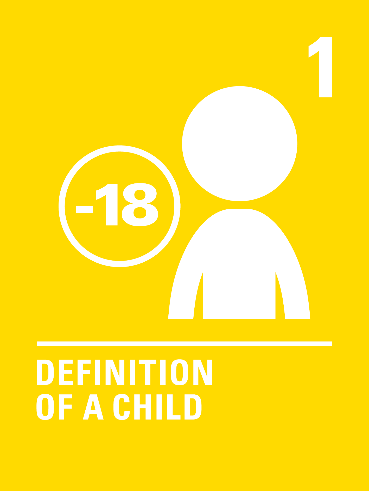 1
-18
DEFINITION
OF A CHILD